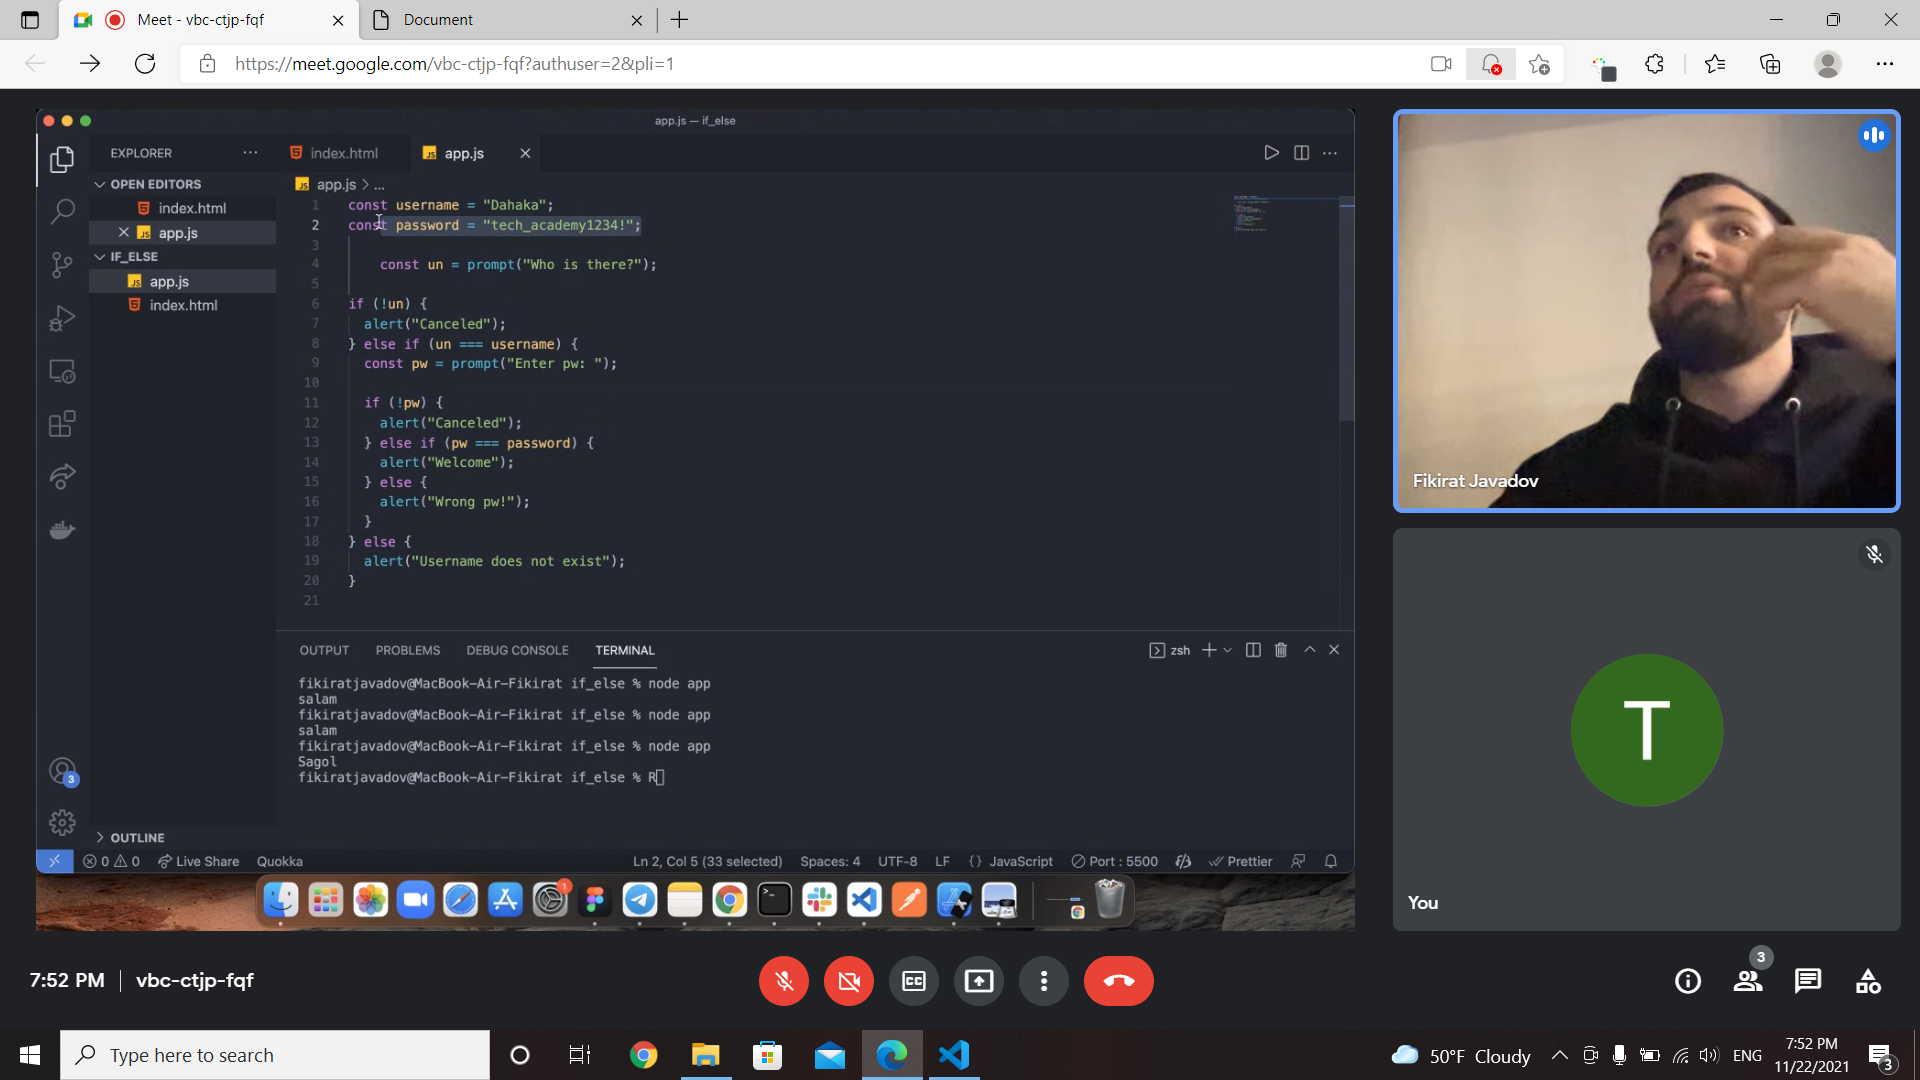 Meet - vbc-ctjp-fqf
Document
https://meet.google.com/vbc-ctjp-fqf?authuser=2&pli=1
app.js — if_else
EXPLORER
index.html
app.js
OPEN EDITORS
index.html
app.js
IF_ELSE
app.js
index.html
app.js > ...
1 const username = "Dahaka";
2 const password = "tech_academy1234!";
3
4 const un = prompt("Who is there?");
5
6 if (!un) {
7 alert("Canceled");
8 } else if (un === username) {
9 const pw = prompt("Enter pw: ");
10
11 if (!pw) {
12 alert("Canceled");
13 } else if (pw === password) {
14 alert("Welcome");
15 } else {
16 alert("Wrong pw!");
17 }
18 } else {
19 alert("Username does not exist");
20 }
21
OUTPUT PROBLEMS DEBUG CONSOLE TERMINAL
zsh
fikiratjavadov@MacBook-Air-Fikirat if_else % node app
salam
fikiratjavadov@MacBook-Air-Fikirat if_else % node app
salam
fikiratjavadov@MacBook-Air-Fikirat if_else % node app
Sagol
fikiratjavadov@MacBook-Air-Fikirat if_else % R
3
OUTLINE
0 0 Live Share Quokka Ln 2, Col 5 (33 selected) Spaces: 4 UTF-8 LF {} JavaScript Port : 5500 Prettier
1
Fikirat Javadov
T
You
7:52 PM | vbc-ctjp-fqf
CC
3
Type here to search
50°F Cloudy
ENG
7:52 PM
11/22/2021
3